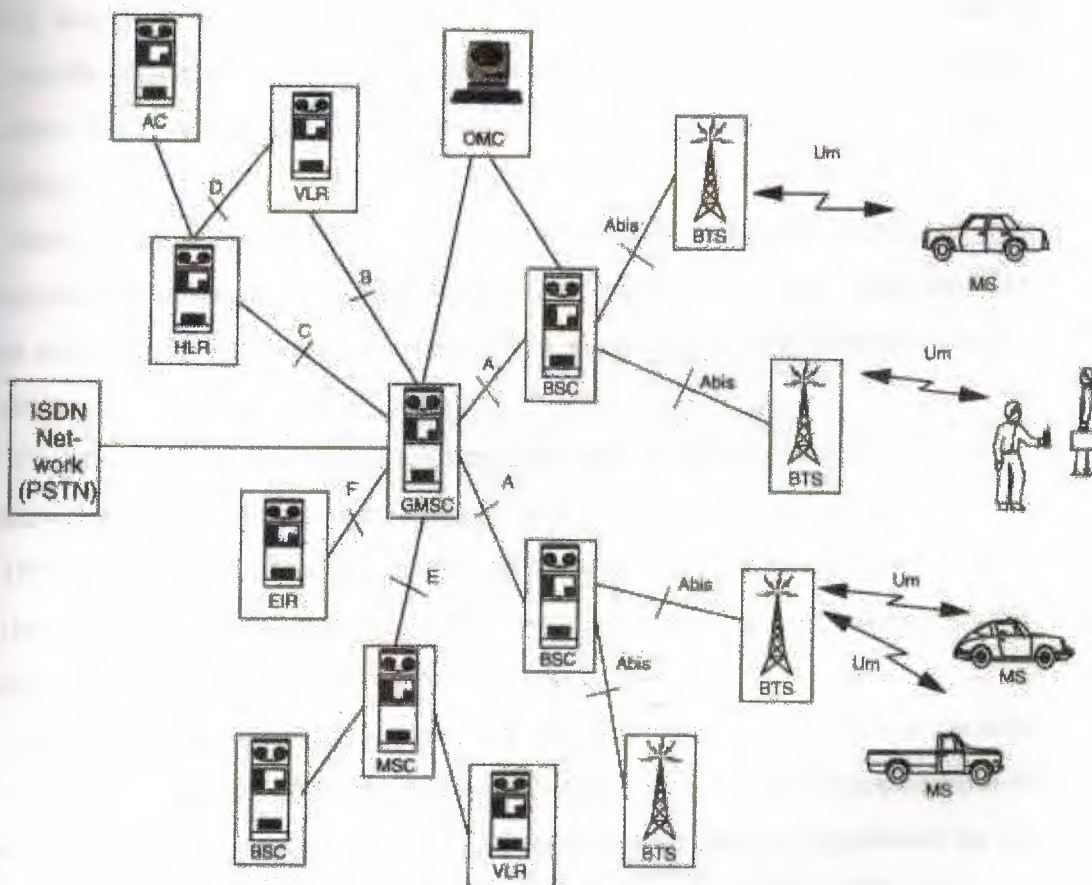 AC
VLR
OMC
D
HLR
B
C
Abis
BTS
Um
MS
BSC
A
Abis
BTS
Um
ISDN
Net-
work
(PSTN)
GMSC
F
A
EIR
E
BSC
Abis
BTS
Um
Um
MS
Abis
MS
MSC
BSC
VLR
BTS